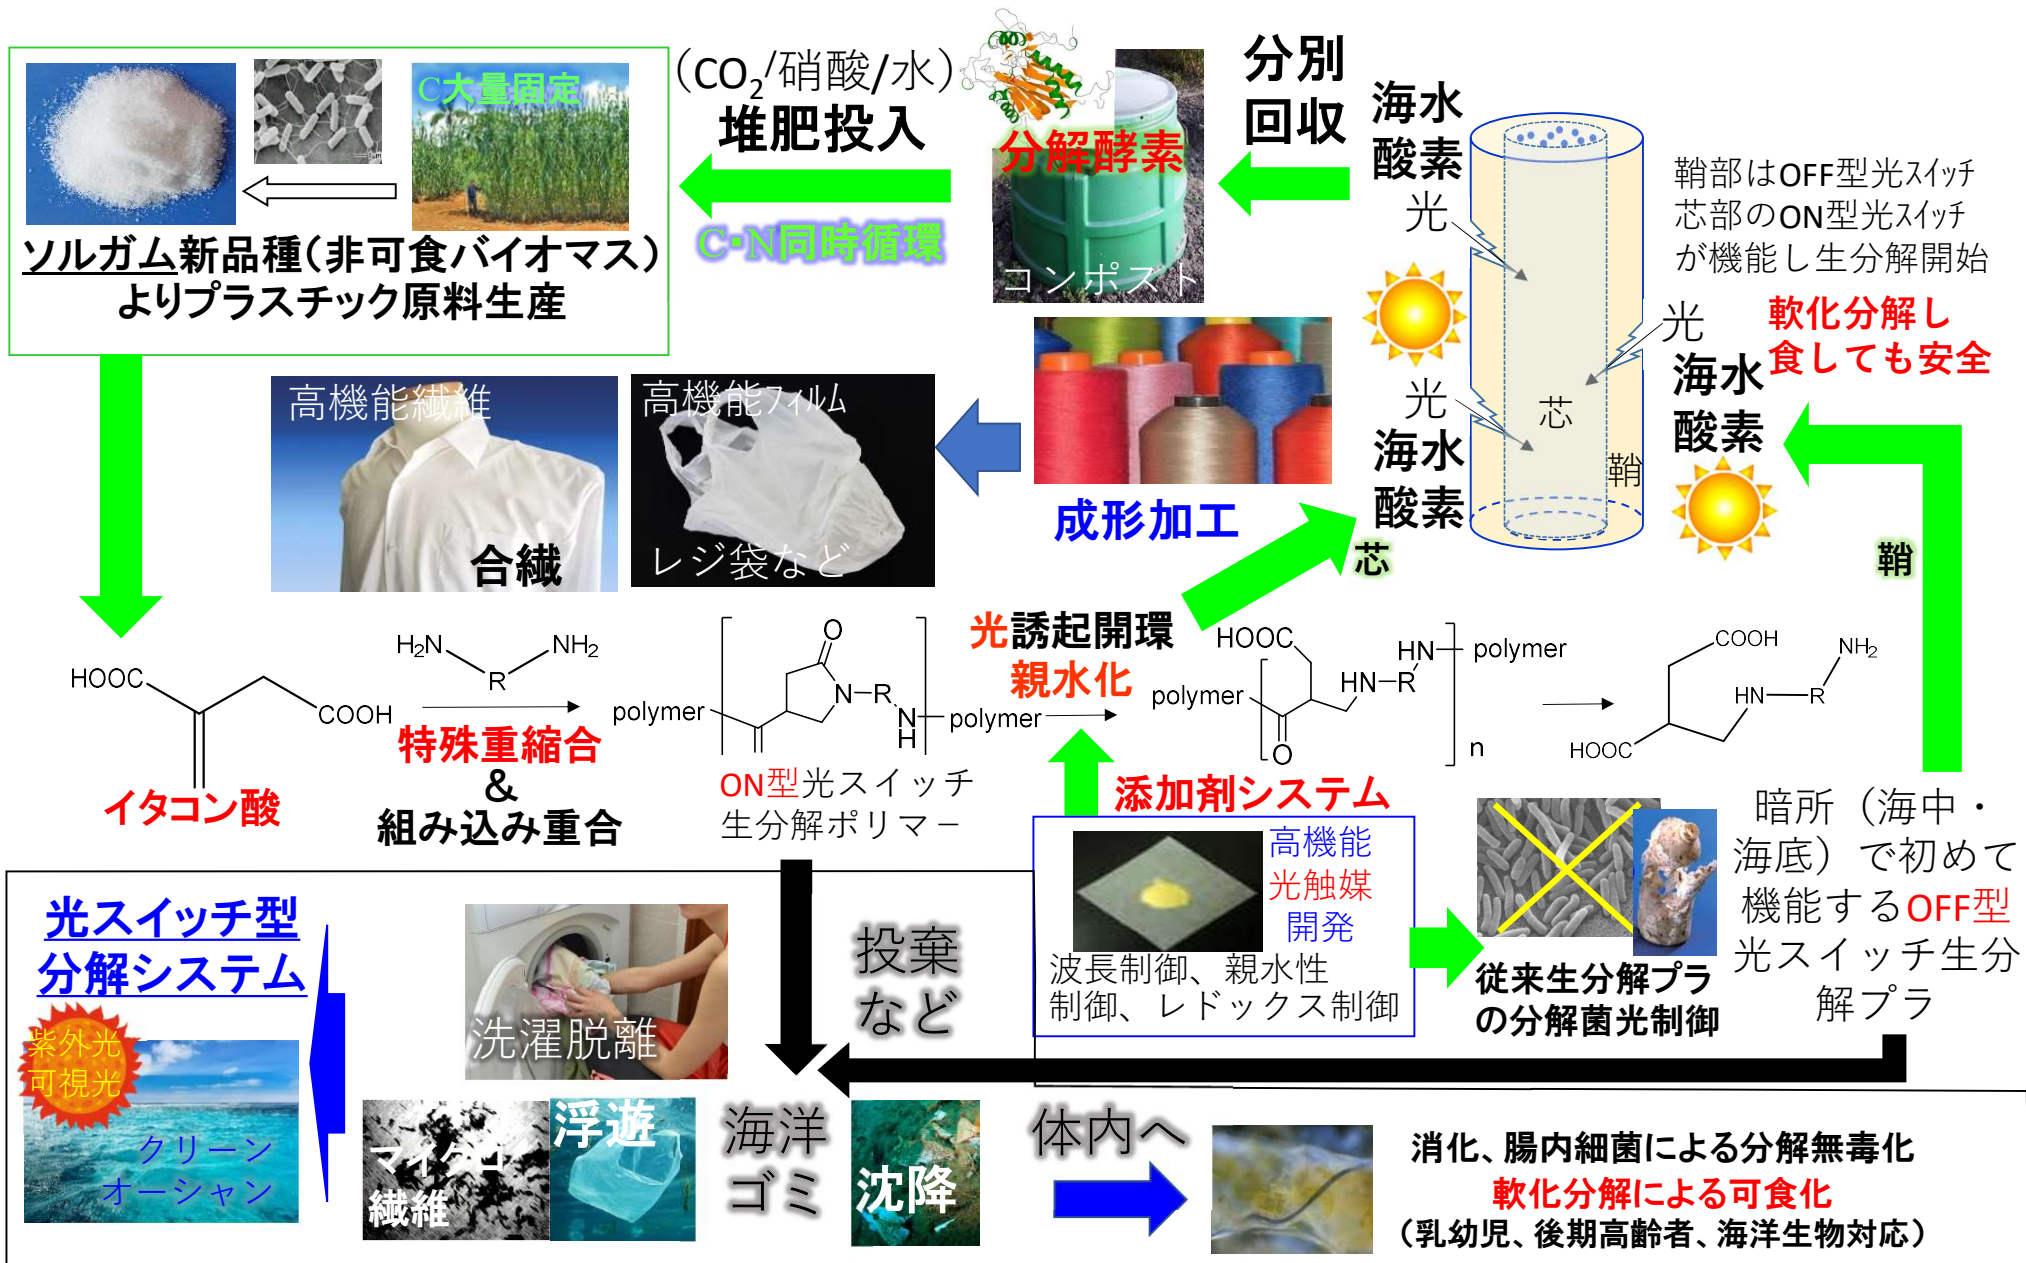 C大量固定
ソルガム新品種（非可食バイオマス）
よりプラスチック原料生産
（CO2/硝酸/水）
堆肥投入
C・N同時循環
分解酵素
コンポスト
分別
回収
海水
酸素
光
鞘部はOFF型光スイッチ
芯部のON型光スイッチ
が機能し生分解開始
光
軟化分解し
食しても安全
海水
酸素
光
海水
酸素
芯
鞘
芯
鞘
高機能繊維
合繊
高機能フィルム
レジ袋など
成形加工
HOOC
COOH
イタコン酸
H2N
NH2
R
特殊重縮合
&
組み込み重合
polymer
O
N
R
N
H
polymer
ON型光スイッチ
生分解ポリマー
光誘起開環
親水化
HOOC
HN
polymer
polymer
HN
R
O
n
COOH
NH2
HN
R
HOOC
添加剤システム
高機能
光触媒
開発
波長制御、親水性
制御、レドックス制御
従来生分解プラ
の分解菌光制御
暗所（海中・
海底）で初めて
機能するOFF型
光スイッチ生分
解プラ
光スイッチ型
分解システム
紫外光
可視光
クリーン
オーシャン
洗濯脱離
投棄
など
マイクロ
繊維
浮遊
海洋
ゴミ
沈降
体内へ
消化、腸内細菌による分解無毒化
軟化分解による可食化
（乳幼児、後期高齢者、海洋生物対応）